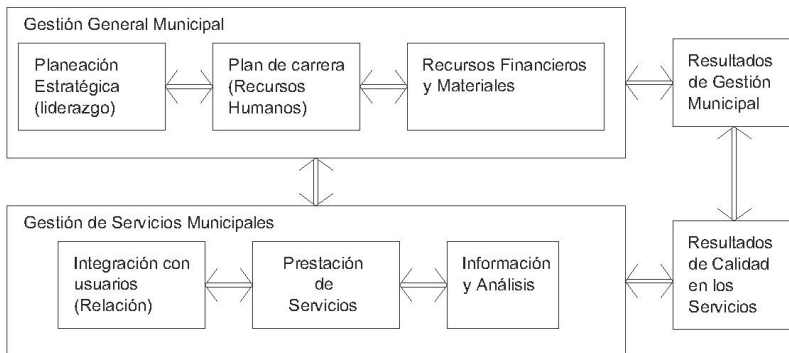 Gestión General Municipal
Planeación
Estratégica
(liderazgo)
Plan de carrera
(Recursos
Humanos)
Recursos Financieros
y Materiales
Resultados
de Gestión
Municipal
Gestión de Servicios Municipales
Integración con
usuarios
(Relación)
Prestación
de
Servicios
Información
y Análisis
Resultados
de Calidad
en los
Servicios